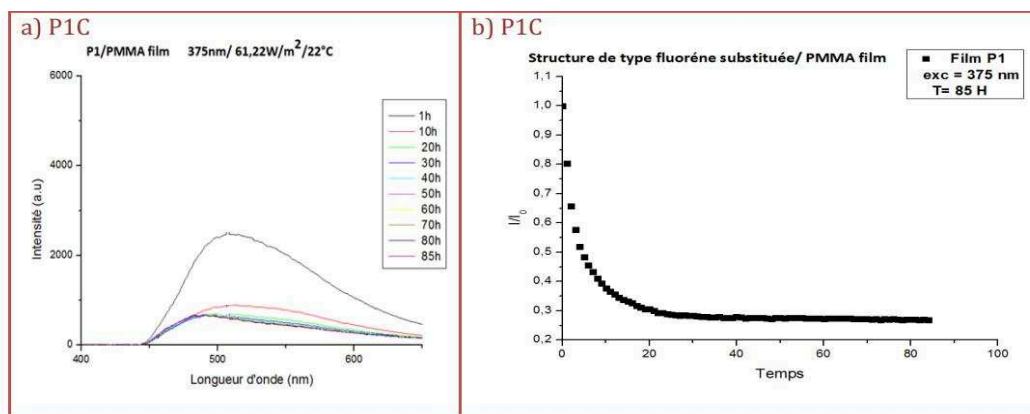 a) P1C
P1/PMMA film 375nm/ 61,22W/m²/22°C
6000
4000
2000
0
Intensité (a.u)
1h
10h
20h
30h
40h
50h
60h
70h
80h
85h
400
500
600
Longueur d'onde (nm)
b) P1C
Structure de type fluoréne substituée/ PMMA film
Film P1
exc = 375 nm
T= 85 H
1,1
1,0
0,9
0,8
0,7
0,6
0,5
0,4
0,3
0,2
I/I₀
0
20
40
60
80
100
Temps